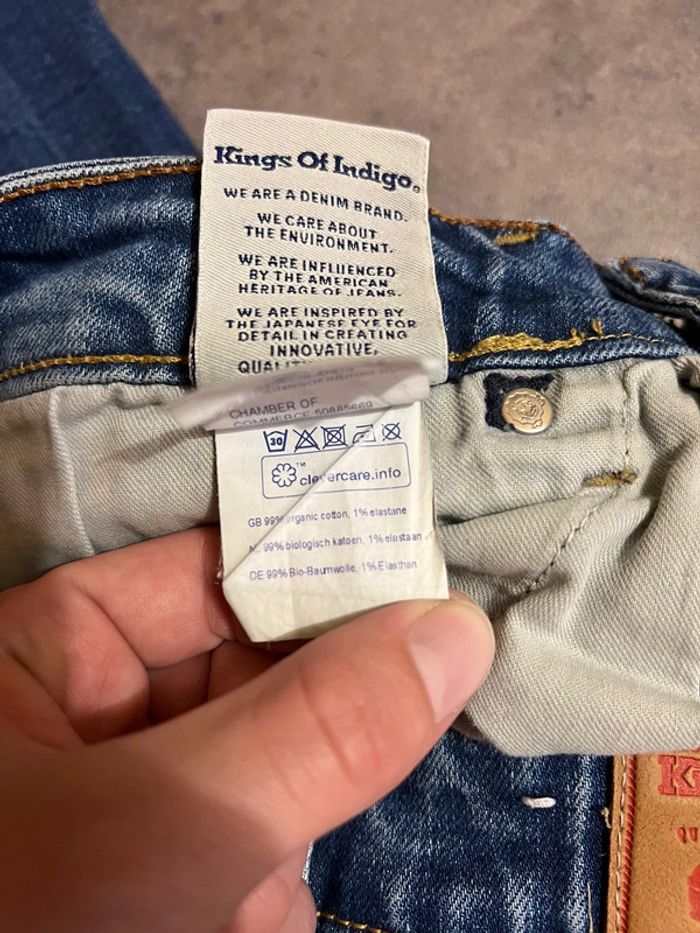 Kings Of Indigo
WE ARE A DENIM BRAND.
WE CARE ABOUT
THE ENVIRONMENT.
WE ARE INFLUENCED
BY THE AMERICAN
HERITAGE OF JEANS.
WE ARE INSPIRED BY
THE JAPANESE EYE FOR
DETAIL IN CREATING
INNOVATIVE,
CHAMBER OF
COMMERCE
30
clevercare.info
GB 99% organic cotton, 1% elastane
NL 99% biologisch katoen, 1% elastaan
DE 99% Bio-Baumwolle, 1% Elasthan